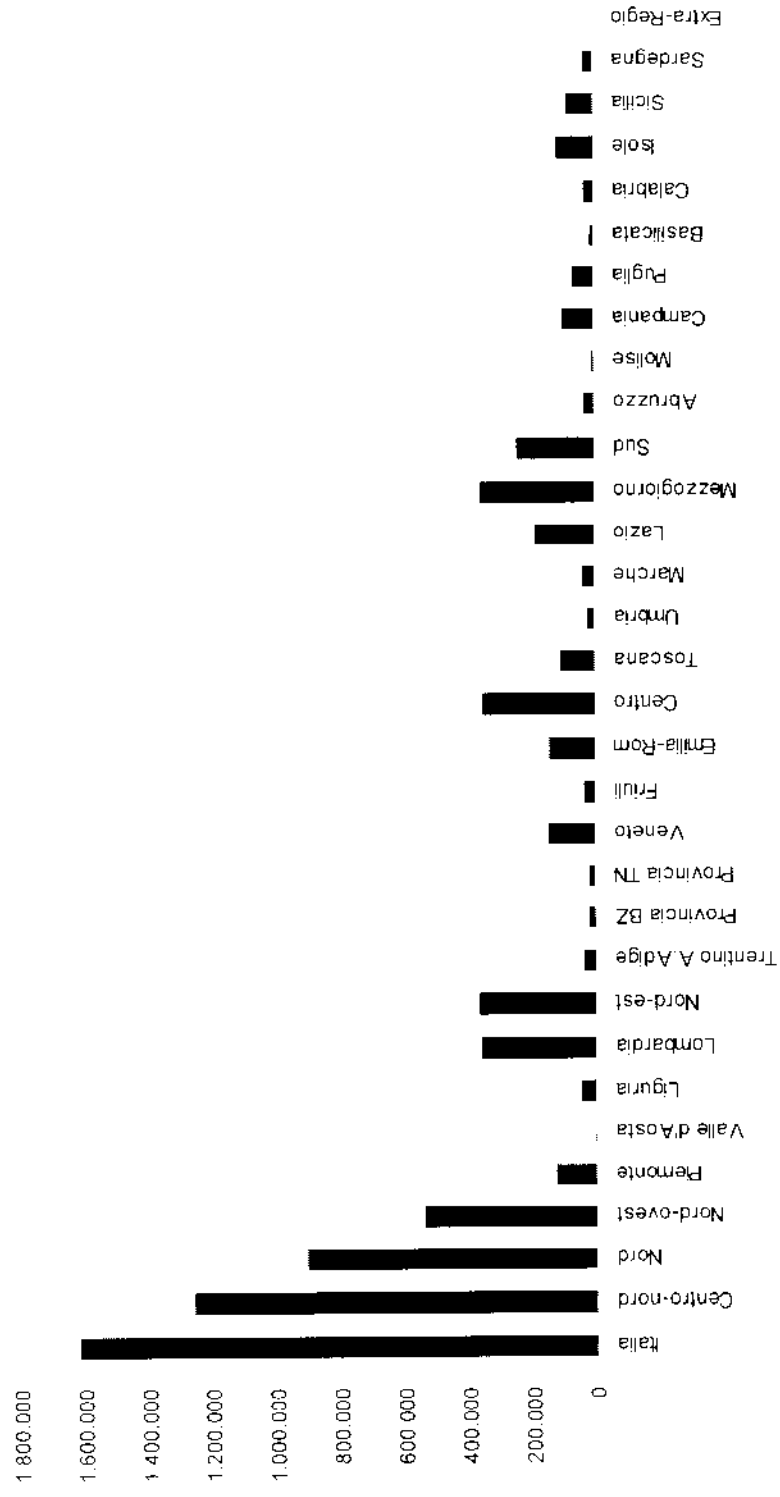 1 800.000
1.600.000
1 400.000
1.200.000
1.000.000
800.000
600 000
400.000
200.000
0
Italia
Centro-nord
Nord
Nord-ovest
Piemonte
Valle d'Aosta
Liguria
Lombardia
Nord-est
Trentino A.Adige
Provincia BZ
Provincia TN
Veneto
Friuli
Emilia-Rom
Centro
Toscana
Umbria
Marche
Lazio
Mezzogiorno
Sud
Abruzzo
Molise
Campania
Puglia
Basilicata
Calabria
Isole
Sicilia
Sardegna
Extra-Regio